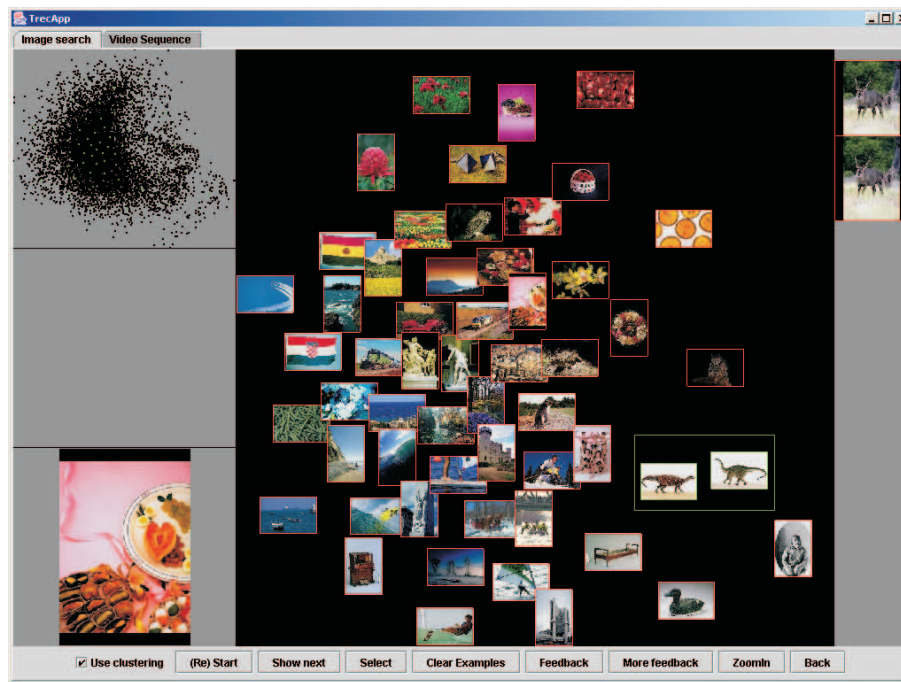 TrecApp
Image search Video Sequence
Use clustering (Re) Start Show next Select Clear Examples Feedback More feedback ZoomIn Back